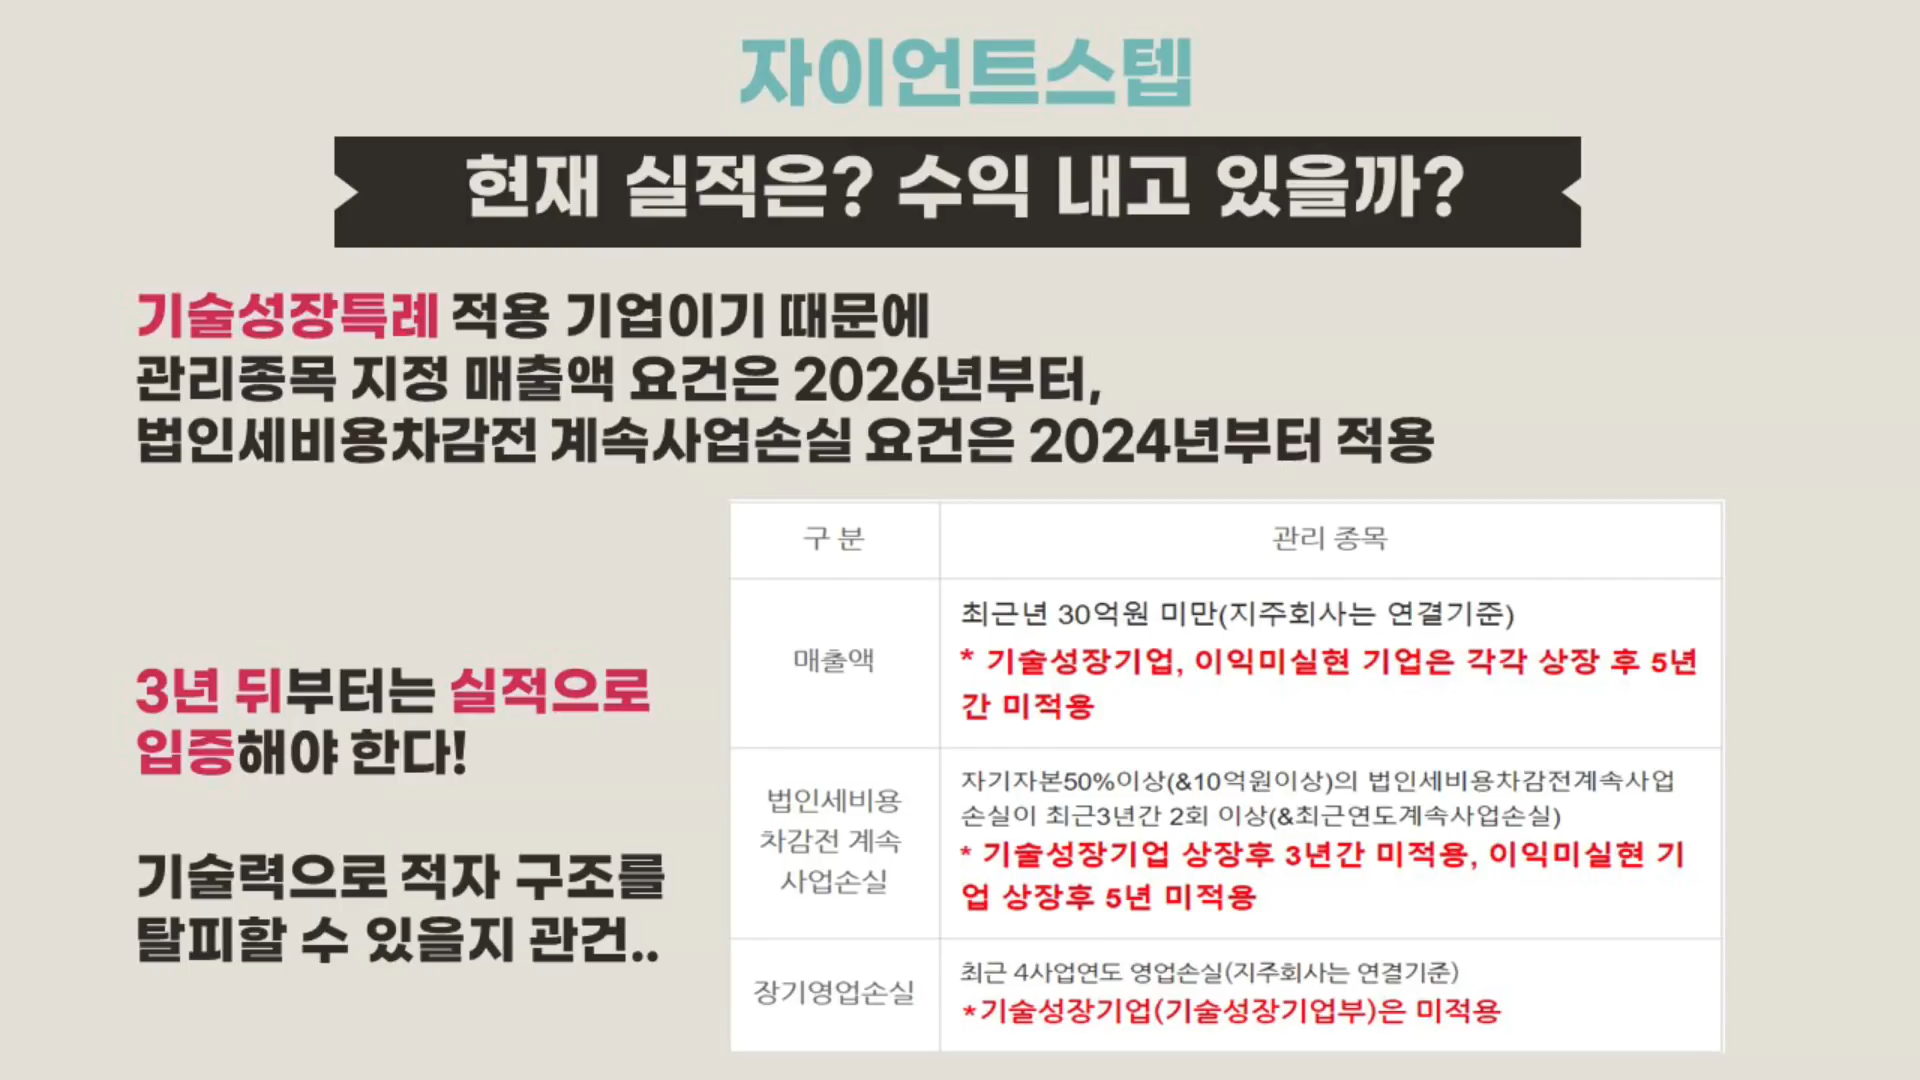 자이언트스텝
현재 실적은? 수익 내고 있을까?
기술성장특례 적용 기업이기 때문에
관리종목 지정 매출액 요건은 2026년부터,
법인세비용차감전 계속사업손실 요건은 2024년부터 적용
3년 뒤부터는 실적으로
입증해야 한다!
기술력으로 적자 구조를
탈피할 수 있을지 관건..
구 분
관리 종목
매출액
최근년 30억원 미만(지주회사는 연결기준)
* 기술성장기업, 이익미실현 기업은 각각 상장 후 5년
간 미적용
법인세비용
차감전 계속
사업손실
자기자본50%이상(&10억원이상)의 법인세비용차감전계속사업
손실이 최근3년간 2회 이상(&최근연도계속사업손실)
* 기술성장기업 상장후 3년간 미적용, 이익미실현 기
업 상장후 5년 미적용
장기영업손실
최근 4사업연도 영업손실(지주회사는 연결기준)
*기술성장기업(기술성장기업부)은 미적용